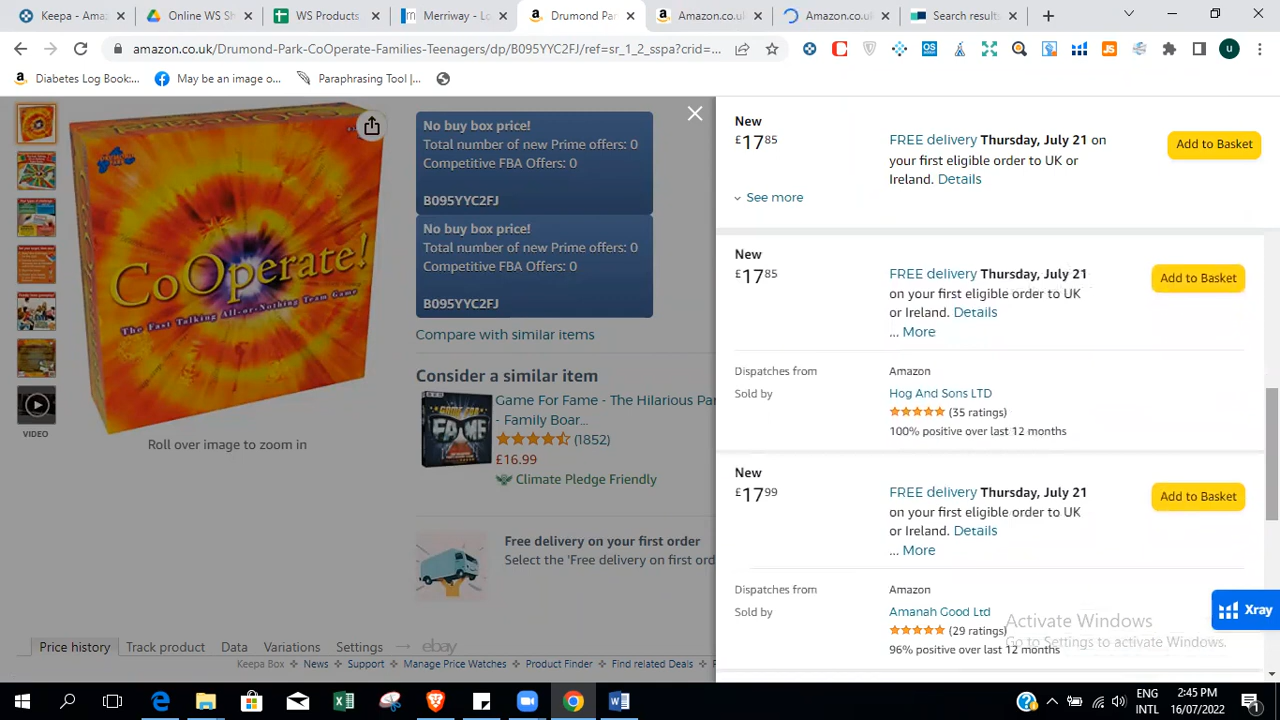 Keepa - Amaz
Online WS Sh
WS Products
Merriway - Lo
Drumond Pa
Amazon.co.uk
Amazon.co.uk
Search results
amazon.co.uk/Drumond-Park-CoOperate-Families-Teenagers/dp/B095YYC2FJ/ref=sr_1_2_sspa?crid=...
Diabetes Log Book:...
May be an image o...
Paraphrasing Tool |...
CoOperate!
The Fast Talking All-or-Nothing Team Game
Roll over image to zoom in
VIDEO
No buy box price!
Total number of new Prime offers: 0
Competitive FBA Offers: 0
B095YYC2FJ
No buy box price!
Total number of new Prime offers: 0
Competitive FBA Offers: 0
B095YYC2FJ
Compare with similar items
Consider a similar item
Game For Fame - The Hilarious Par
- Family Boar...
(1852)
£16.99
Climate Pledge Friendly
Free delivery on your first order
Select the 'Free delivery on first or
Price history
Track product
Data
Variations
Settings
ebay
Keepa Box
News
Support
Manage Price Watches
Product Finder
Find related Deals
New
£17 85
FREE delivery Thursday, July 21 on
your first eligible order to UK or
Ireland. Details
Add to Basket
See more
New
£17 85
FREE delivery Thursday, July 21
on your first eligible order to UK
or Ireland. Details
... More
Add to Basket
Dispatches from
Amazon
Sold by
Hog And Sons LTD
(35 ratings)
100% positive over last 12 months
New
£17 99
FREE delivery Thursday, July 21
on your first eligible order to UK
or Ireland. Details
... More
Add to Basket
Dispatches from
Amazon
Sold by
Amanah Good Ltd
(29 ratings)
96% positive over last 12 months
Xray
Activate Windows
Go to Settings to activate Windows.
ENG
INTL
2:45 PM
16/07/2022